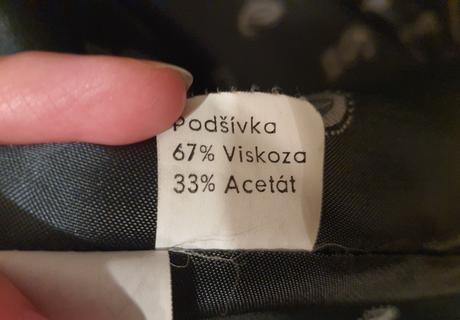 Podšívka
67% Viskoza
33% Acetát